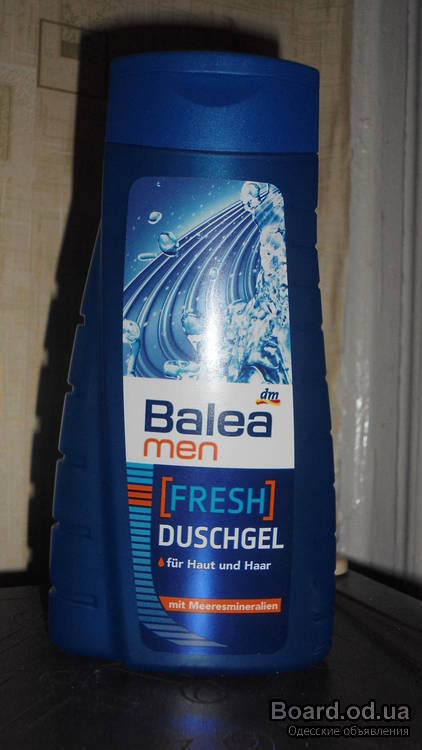 dm
Balea
men
[FRESH]
DUSCHGEL
für Haut und Haar
mit Meeresmineralien
Board.od.ua
Одесские объявления